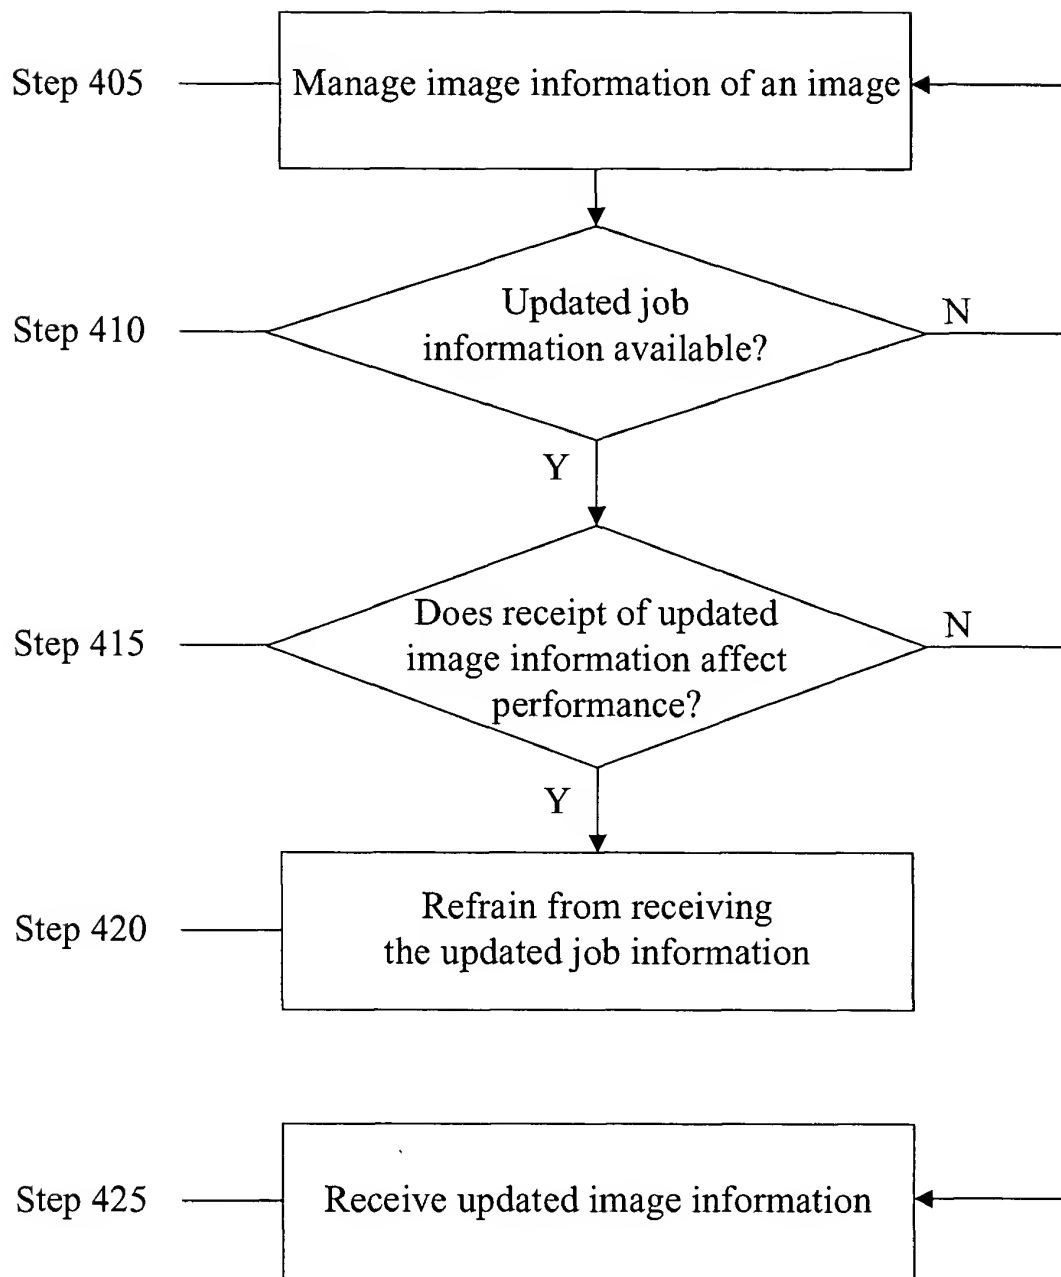 Step 405
Manage image information of an image
Step 410
Updated job
information available?
N
Y
Step 415
Does receipt of updated
image information affect
performance?
N
Y
Step 420
Refrain from receiving
the updated job information
Step 425
Receive updated image information